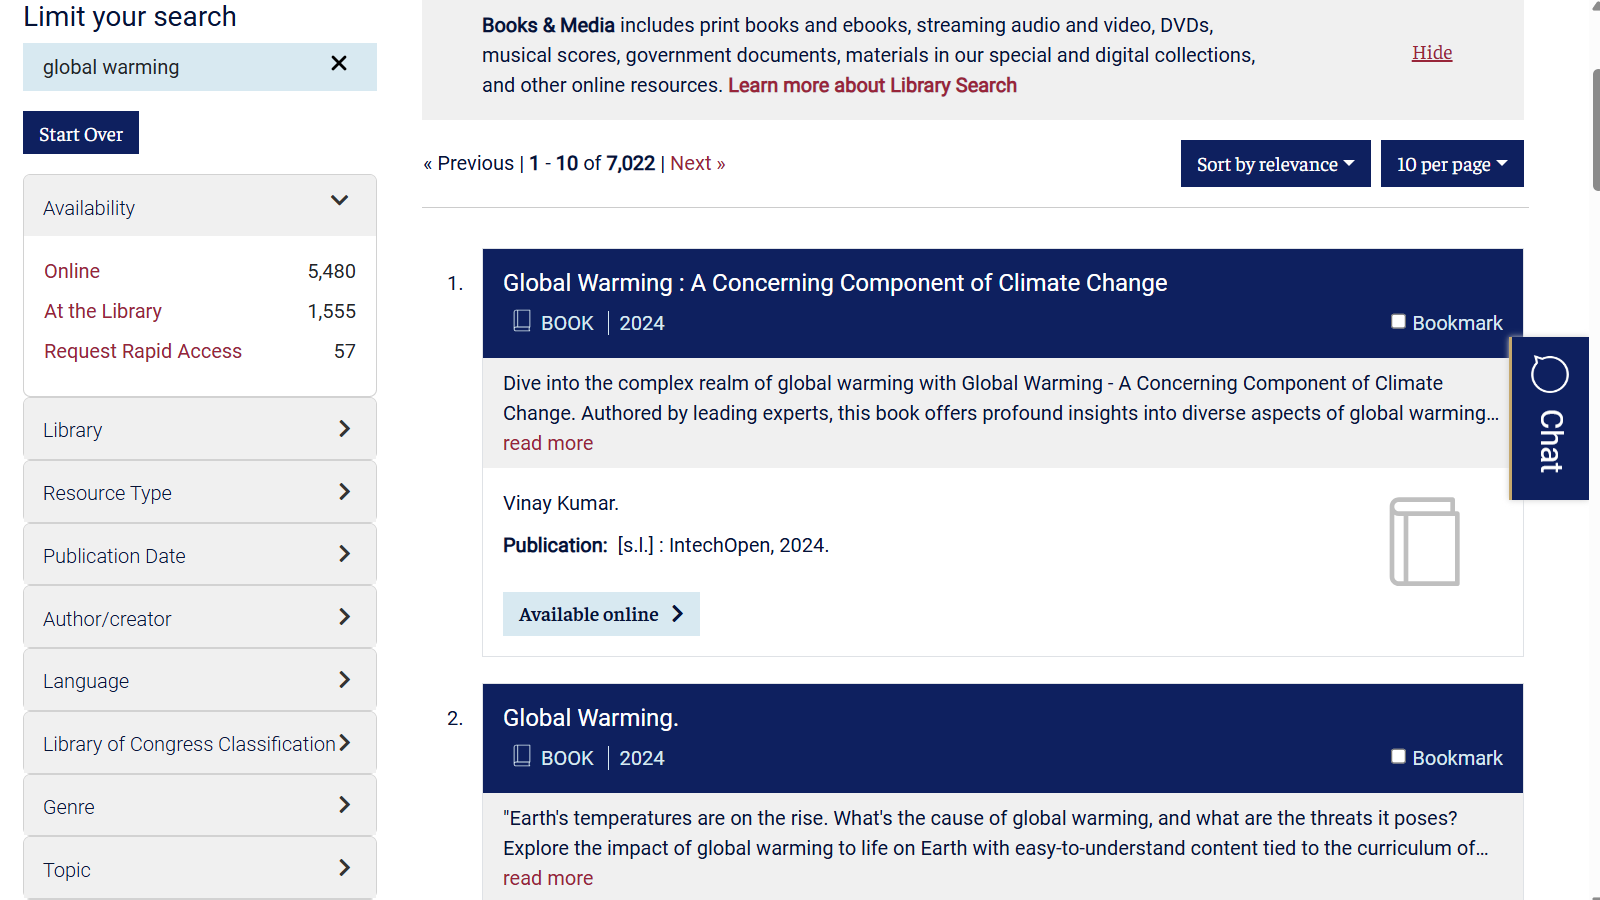 Limit your search
global warming
Start Over
Availability
Online 5,480
At the Library 1,555
Request Rapid Access 57
Library
Resource Type
Publication Date
Author/creator
Language
Library of Congress Classification
Genre
Topic
Books & Media includes print books and ebooks, streaming audio and video, DVDs,
musical scores, government documents, materials in our special and digital collections,
and other online resources. Learn more about Library Search
Hide
« Previous | 1 - 10 of 7,022 | Next »
Sort by relevance
10 per page
1. Global Warming : A Concerning Component of Climate Change
BOOK | 2024
Bookmark
Dive into the complex realm of global warming with Global Warming - A Concerning Component of Climate
Change. Authored by leading experts, this book offers profound insights into diverse aspects of global warming...
read more
Vinay Kumar.
Publication: [s.l.] : IntechOpen, 2024.
Available online
2. Global Warming.
BOOK | 2024
Bookmark
"Earth's temperatures are on the rise. What's the cause of global warming, and what are the threats it poses?
Explore the impact of global warming to life on Earth with easy-to-understand content tied to the curriculum of...
read more
Chat